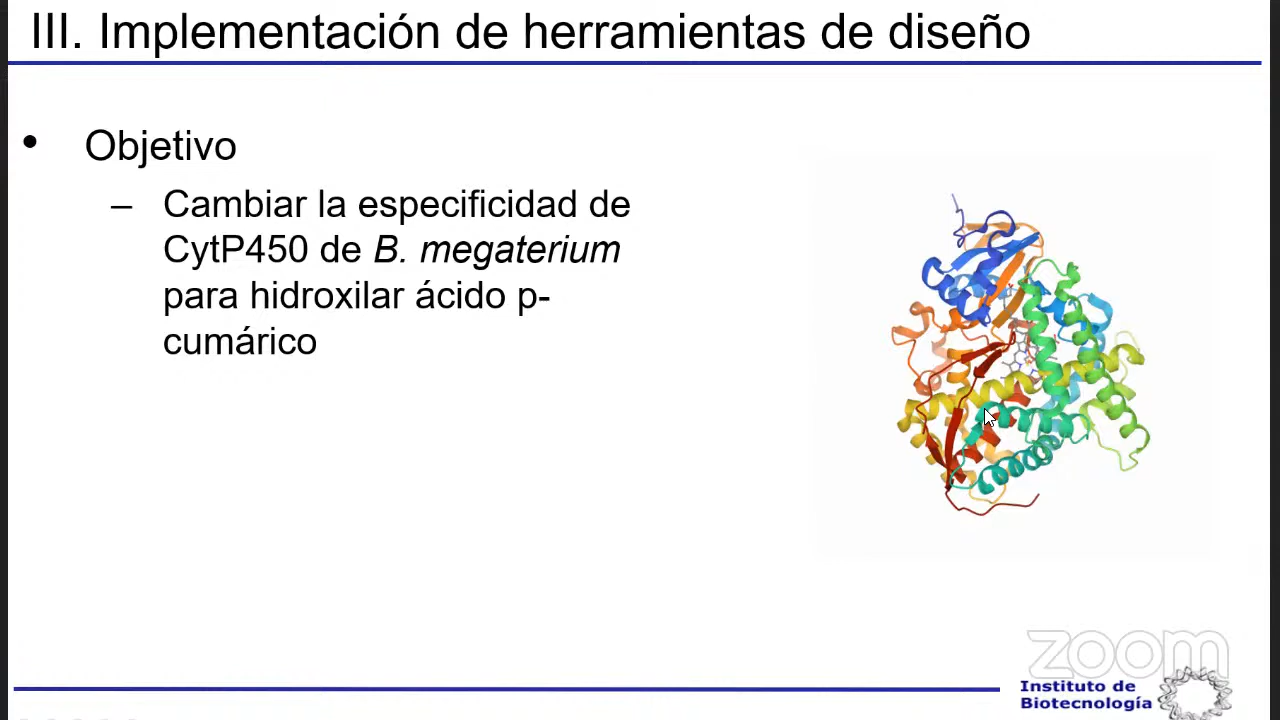 III. Implementación de herramientas de diseño
• Objetivo
– Cambiar la especificidad de
CytP450 de B. megaterium
para hidroxilar ácido p-
cumárico
zoom
Instituto de
Biotecnología